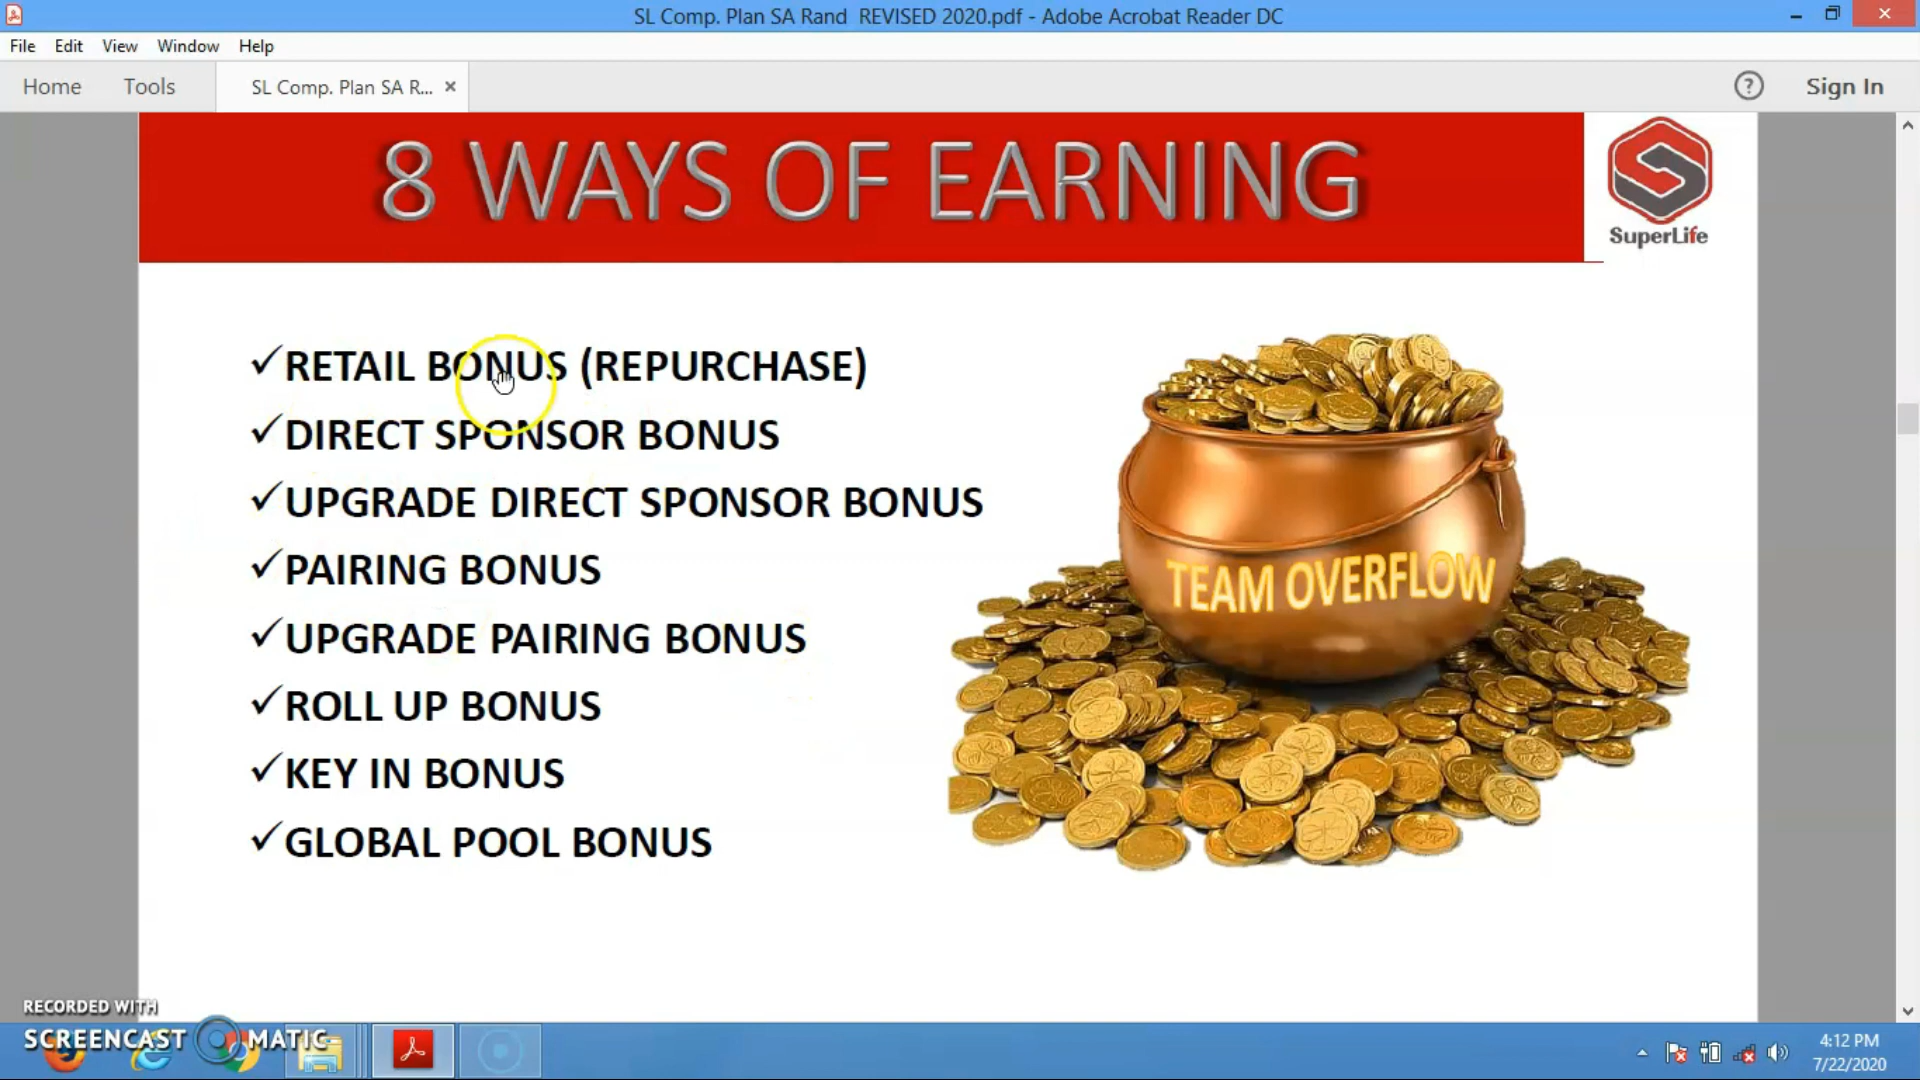 SL Comp. Plan SA Rand REVISED 2020.pdf - Adobe Acrobat Reader DC
File Edit View Window Help
Home Tools SL Comp. Plan SA R... Sign In
8 WAYS OF EARNING
SuperLife
✓RETAIL BONUS (REPURCHASE)
✓DIRECT SPONSOR BONUS
✓UPGRADE DIRECT SPONSOR BONUS
✓PAIRING BONUS
✓UPGRADE PAIRING BONUS
✓ROLL UP BONUS
✓KEY IN BONUS
✓GLOBAL POOL BONUS
TEAM OVERFLOW
RECORDED WITH
SCREENCAST MATIC
4:12 PM
7/22/2020